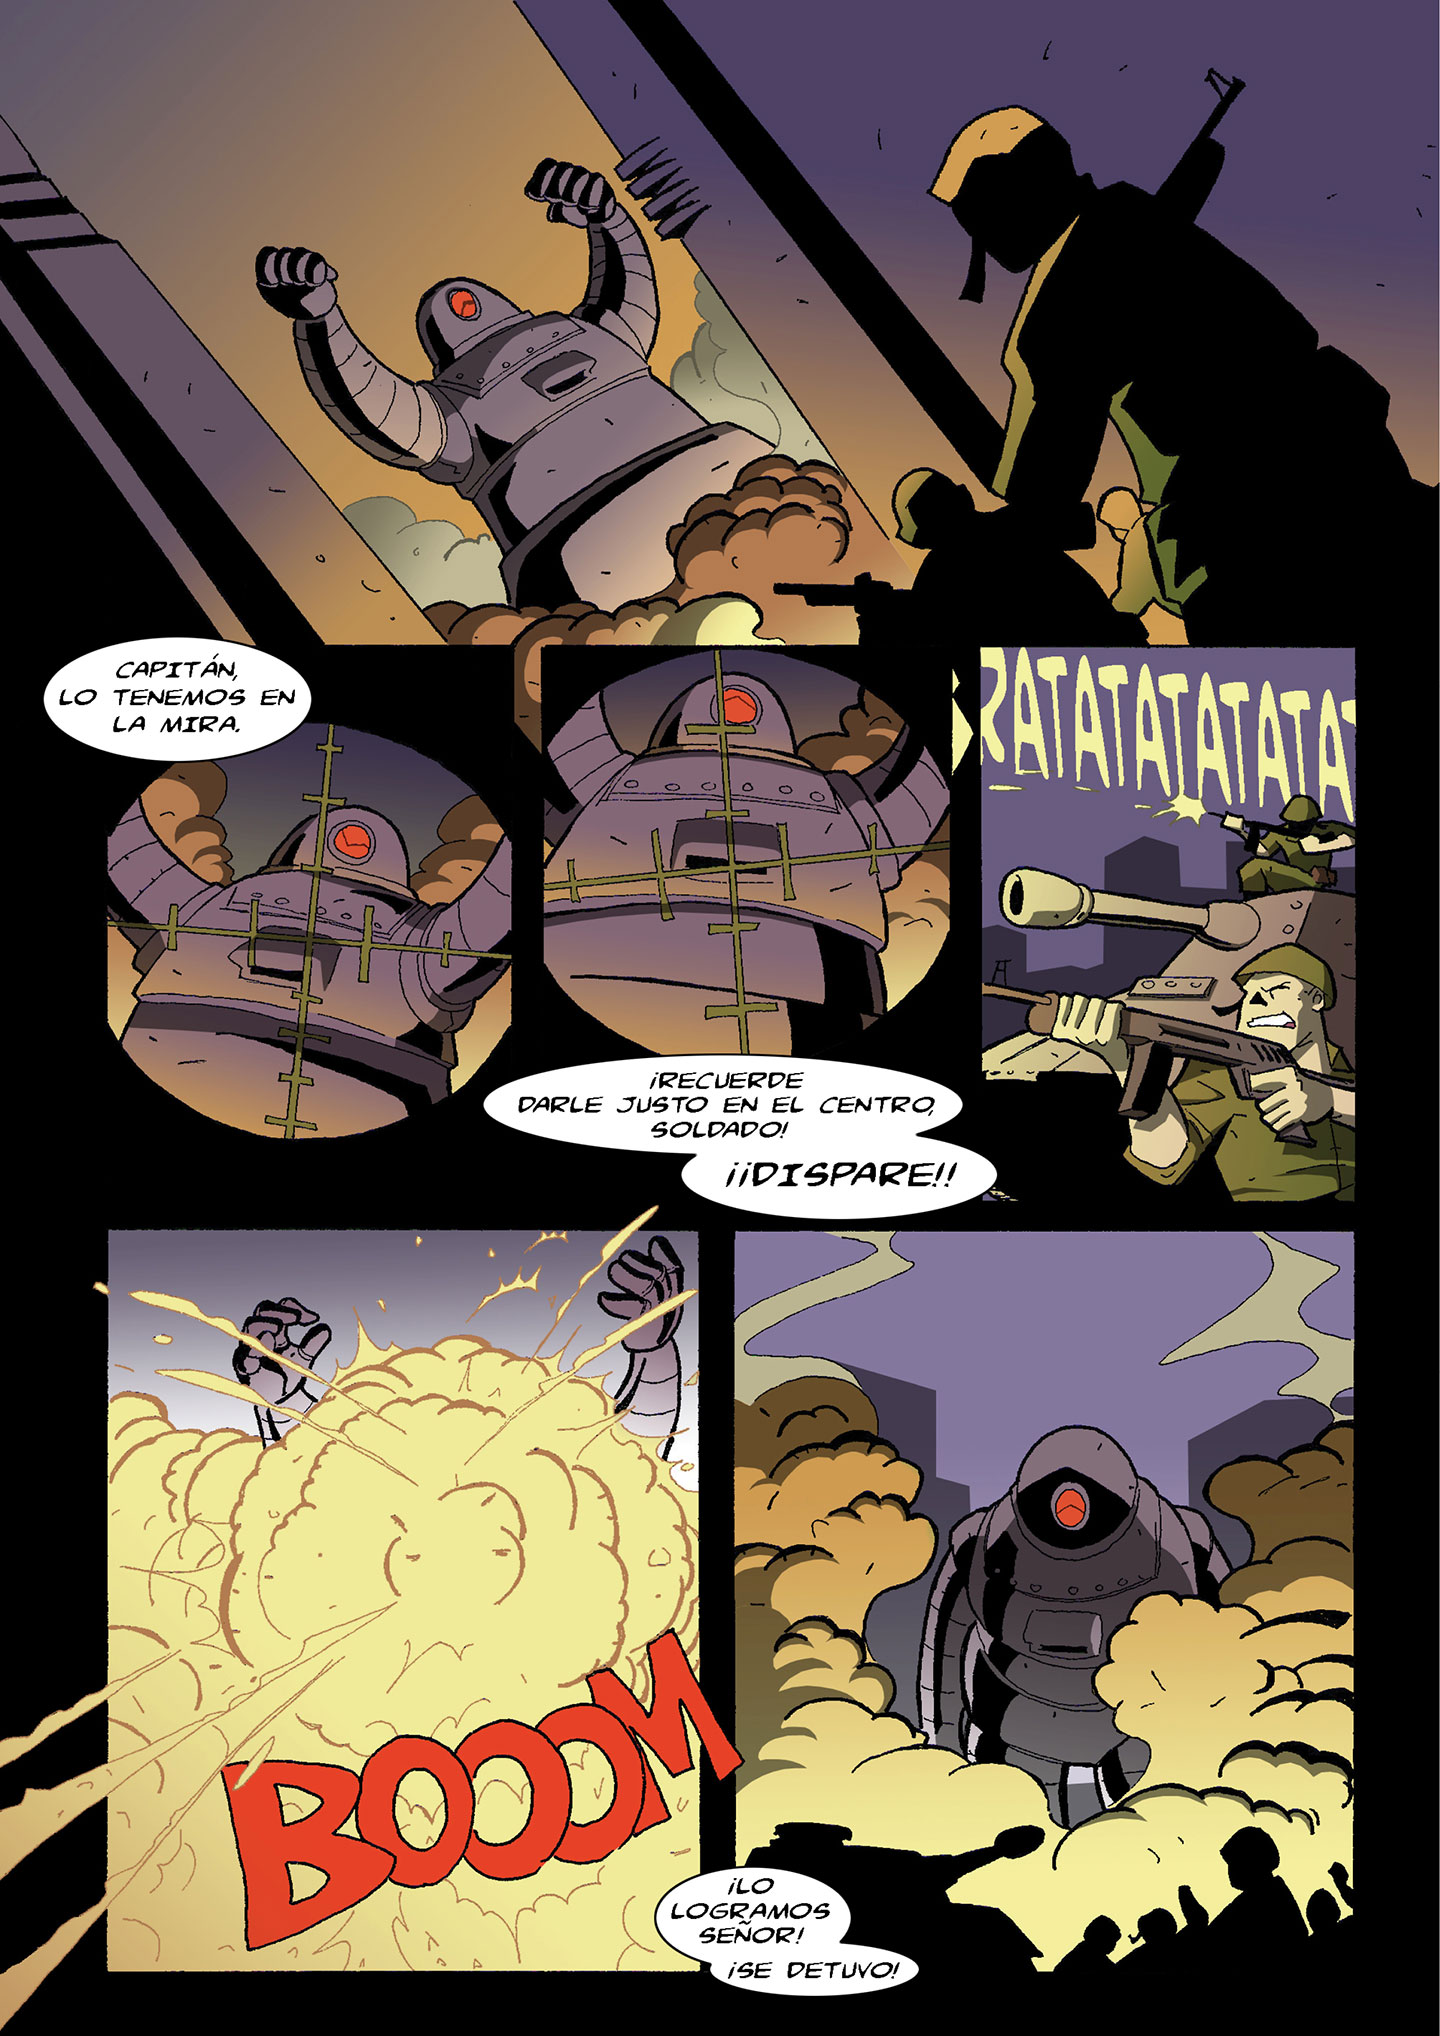 CAPITÁN,
LO TENEMOS EN
LA MIRA.
¡RECUERDE
DARLE JUSTO EN EL CENTRO,
SOLDADO!
¡¡DISPARE!!
RATATATATATAT
BOOOM
¡LO
LOGRAMOS
SEÑOR!
¡SE DETUVO!